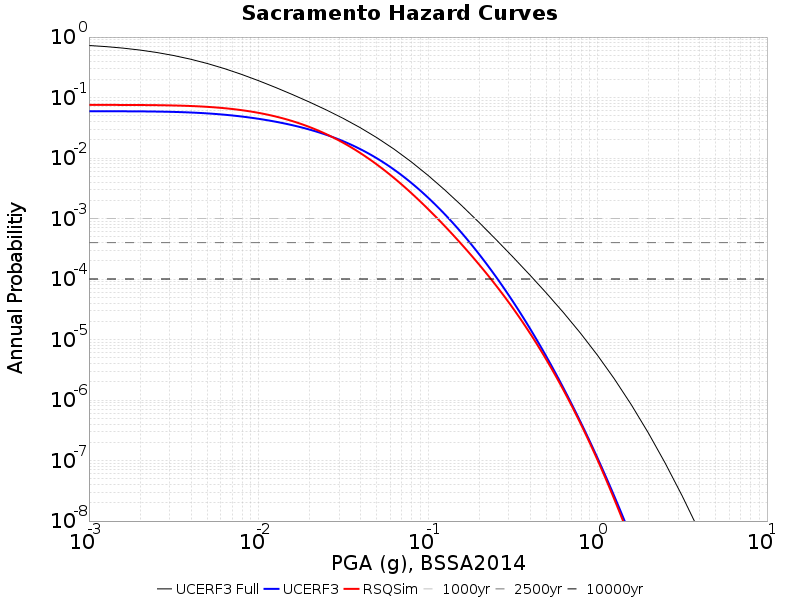 Sacramento Hazard Curves
Annual Probabilitiy
10^0
10^-1
10^-2
10^-3
10^-4
10^-5
10^-6
10^-7
10^-8
10^-3 10^-2 10^-1 10^0 10^1
PGA (g), BSSA2014
UCERF3 Full UCERF3 RSQSim 1000yr 2500yr 10000yr